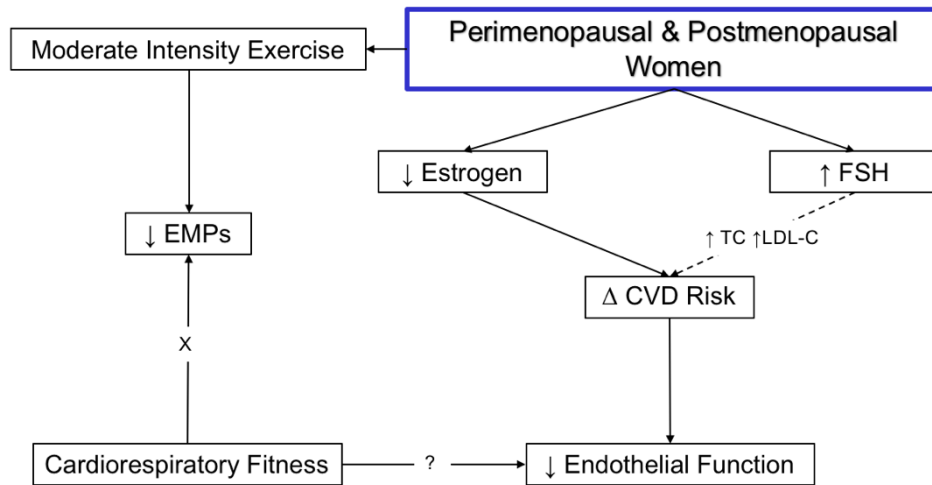 Perimenopausal & Postmenopausal
Women
Moderate Intensity Exercise
↓ Estrogen
↑ FSH
↓ EMPs
↑ TC ↑LDL-C
Δ CVD Risk
X
Cardiorespiratory Fitness
?
↓ Endothelial Function